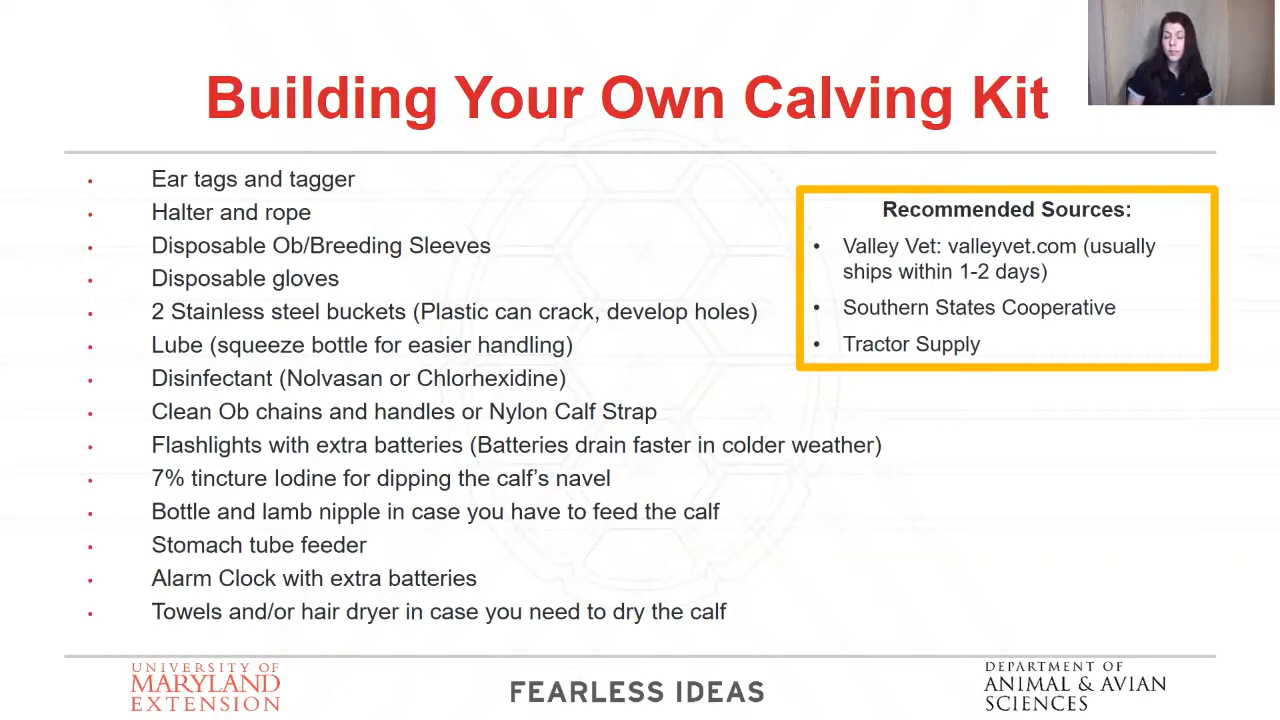 Building Your Own Calving Kit
• Ear tags and tagger
• Halter and rope
• Disposable Ob/Breeding Sleeves
• Disposable gloves
• 2 Stainless steel buckets (Plastic can crack, develop holes)
• Lube (squeeze bottle for easier handling)
• Disinfectant (Nolvasan or Chlorhexidine)
• Clean Ob chains and handles or Nylon Calf Strap
• Flashlights with extra batteries (Batteries drain faster in colder weather)
• 7% tincture Iodine for dipping the calf’s navel
• Bottle and lamb nipple in case you have to feed the calf
• Stomach tube feeder
• Alarm Clock with extra batteries
• Towels and/or hair dryer in case you need to dry the calf
Recommended Sources:
• Valley Vet: valleyvet.com (usually
ships within 1-2 days)
• Southern States Cooperative
• Tractor Supply
UNIVERSITY OF
MARYLAND
EXTENSION
FEARLESS IDEAS
DEPARTMENT OF
ANIMAL & AVIAN
SCIENCES